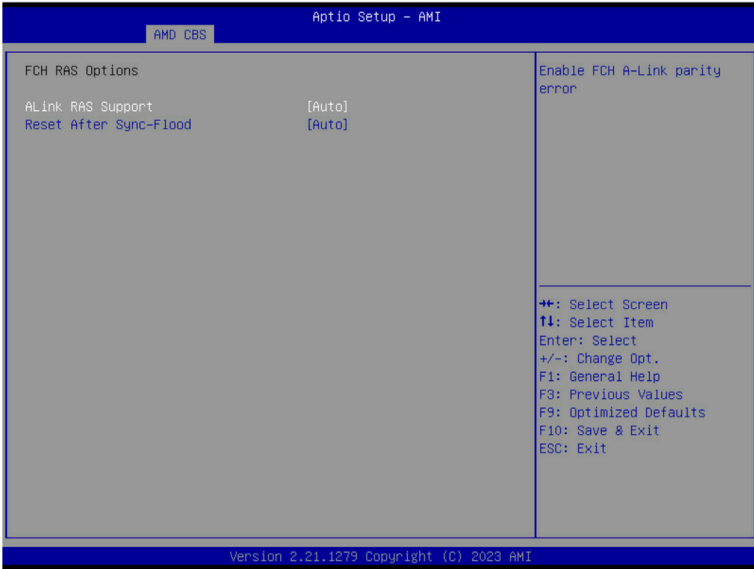 Aptio Setup – AMI
AMD CBS
FCH RAS Options
ALink RAS Support [Auto]
Reset After Sync-Flood [Auto]
Enable FCH A-Link parity
error
→←: Select Screen
↑↓: Select Item
Enter: Select
+/-: Change Opt.
F1: General Help
F3: Previous Values
F9: Optimized Defaults
F10: Save & Exit
ESC: Exit
Version 2.21.1279 Copyright (C) 2023 AMI